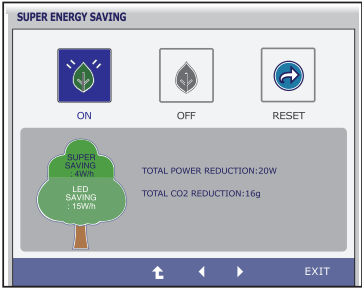 SUPER ENERGY SAVING
ON
OFF
RESET
SUPER
SAVING
: 4W/h
LED
SAVING
: 15W/h
TOTAL POWER REDUCTION:20W
TOTAL CO2 REDUCTION:16g
EXIT